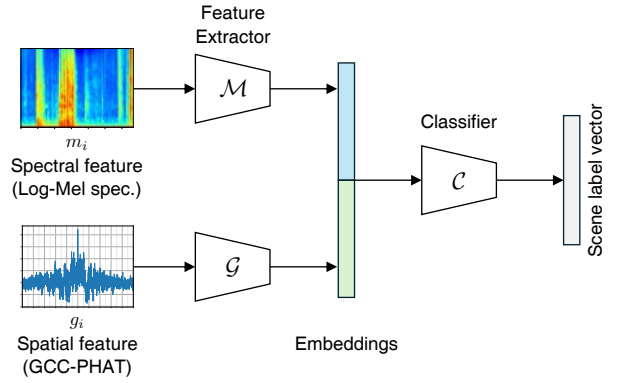 Feature
Extractor
M
m_i
Spectral feature
(Log-Mel spec.)
Classifier
C
Scene label vector
G
g_i
Spatial feature
(GCC-PHAT)
Embeddings